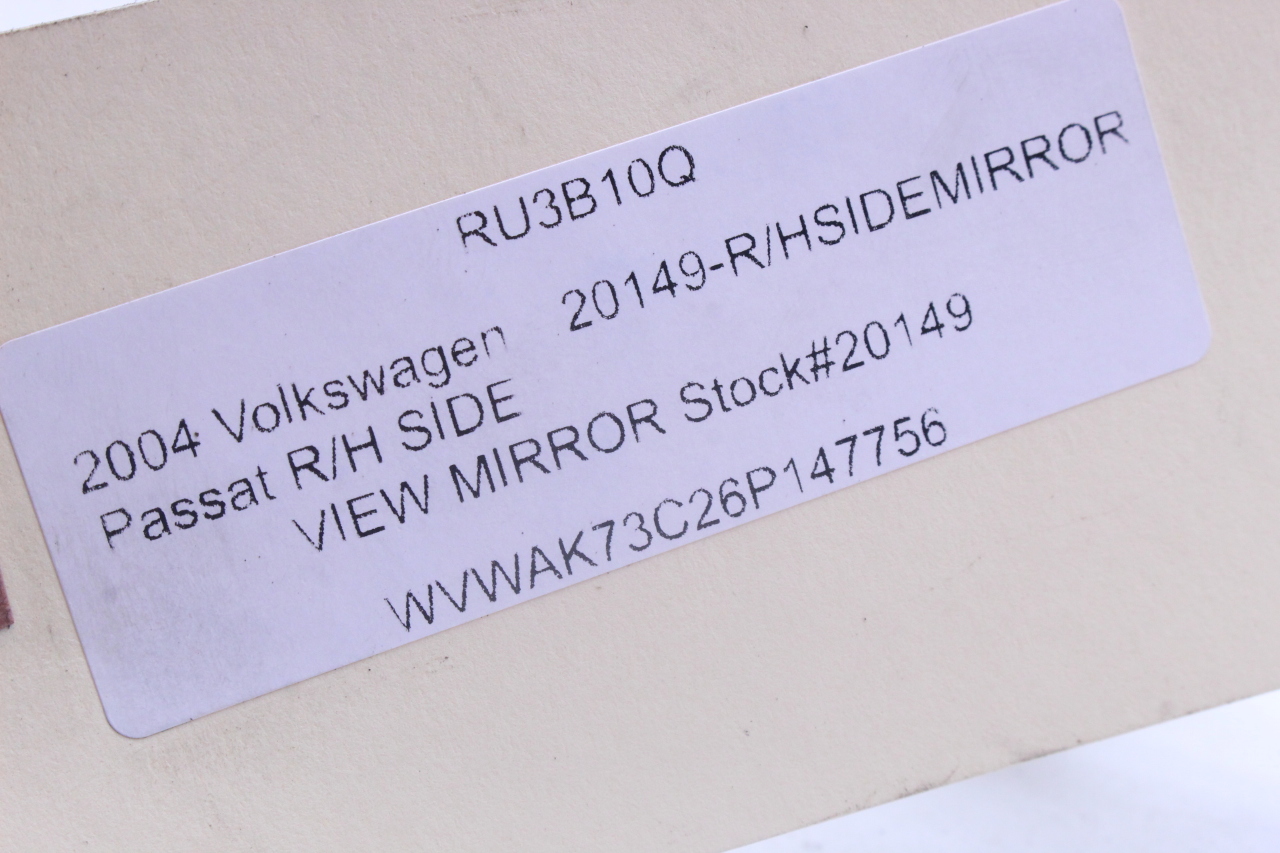 RU3B10Q
2004 Volkswagen 20149-R/HSIDEMIRROR
Passat R/H SIDE
VIEW MIRROR Stock#20149
WVWAK73C26P147756